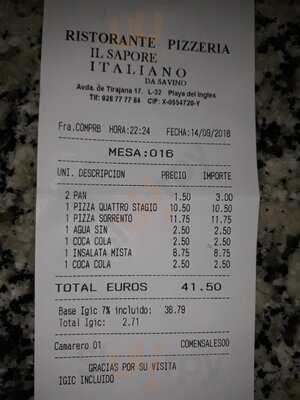 RISTORANTE PIZZERIA
IL SAPORE
ITALIANO
DA SAVINO
Avda. de Tirajana 17. L-32 Playa del Ingles
Tlf: 928 77 77 84 CIF: X-0554720-Y
Fra.COMPRB HORA:22:24 FECHA:14/09/2018
MESA:016
UNI. DESCRIPCION PRECIO IMPORTE
2 PAN 1.50 3.00
1 PIZZA QUATTRO STAGIO 10.50 10.50
1 PIZZA SORRENTO 11.75 11.75
1 AGUA SIN 2.50 2.50
1 COCA COLA 2.50 2.50
1 INSALATA MISTA 8.75 8.75
1 COCA COLA 2.50 2.50
TOTAL EUROS 41.50
Base Igic 7% incluido: 38.79
Total Igic: 2.71
Camarero 01 COMENSALES00
GRACIAS POR SU VISITA
IGIC INCLUIDO